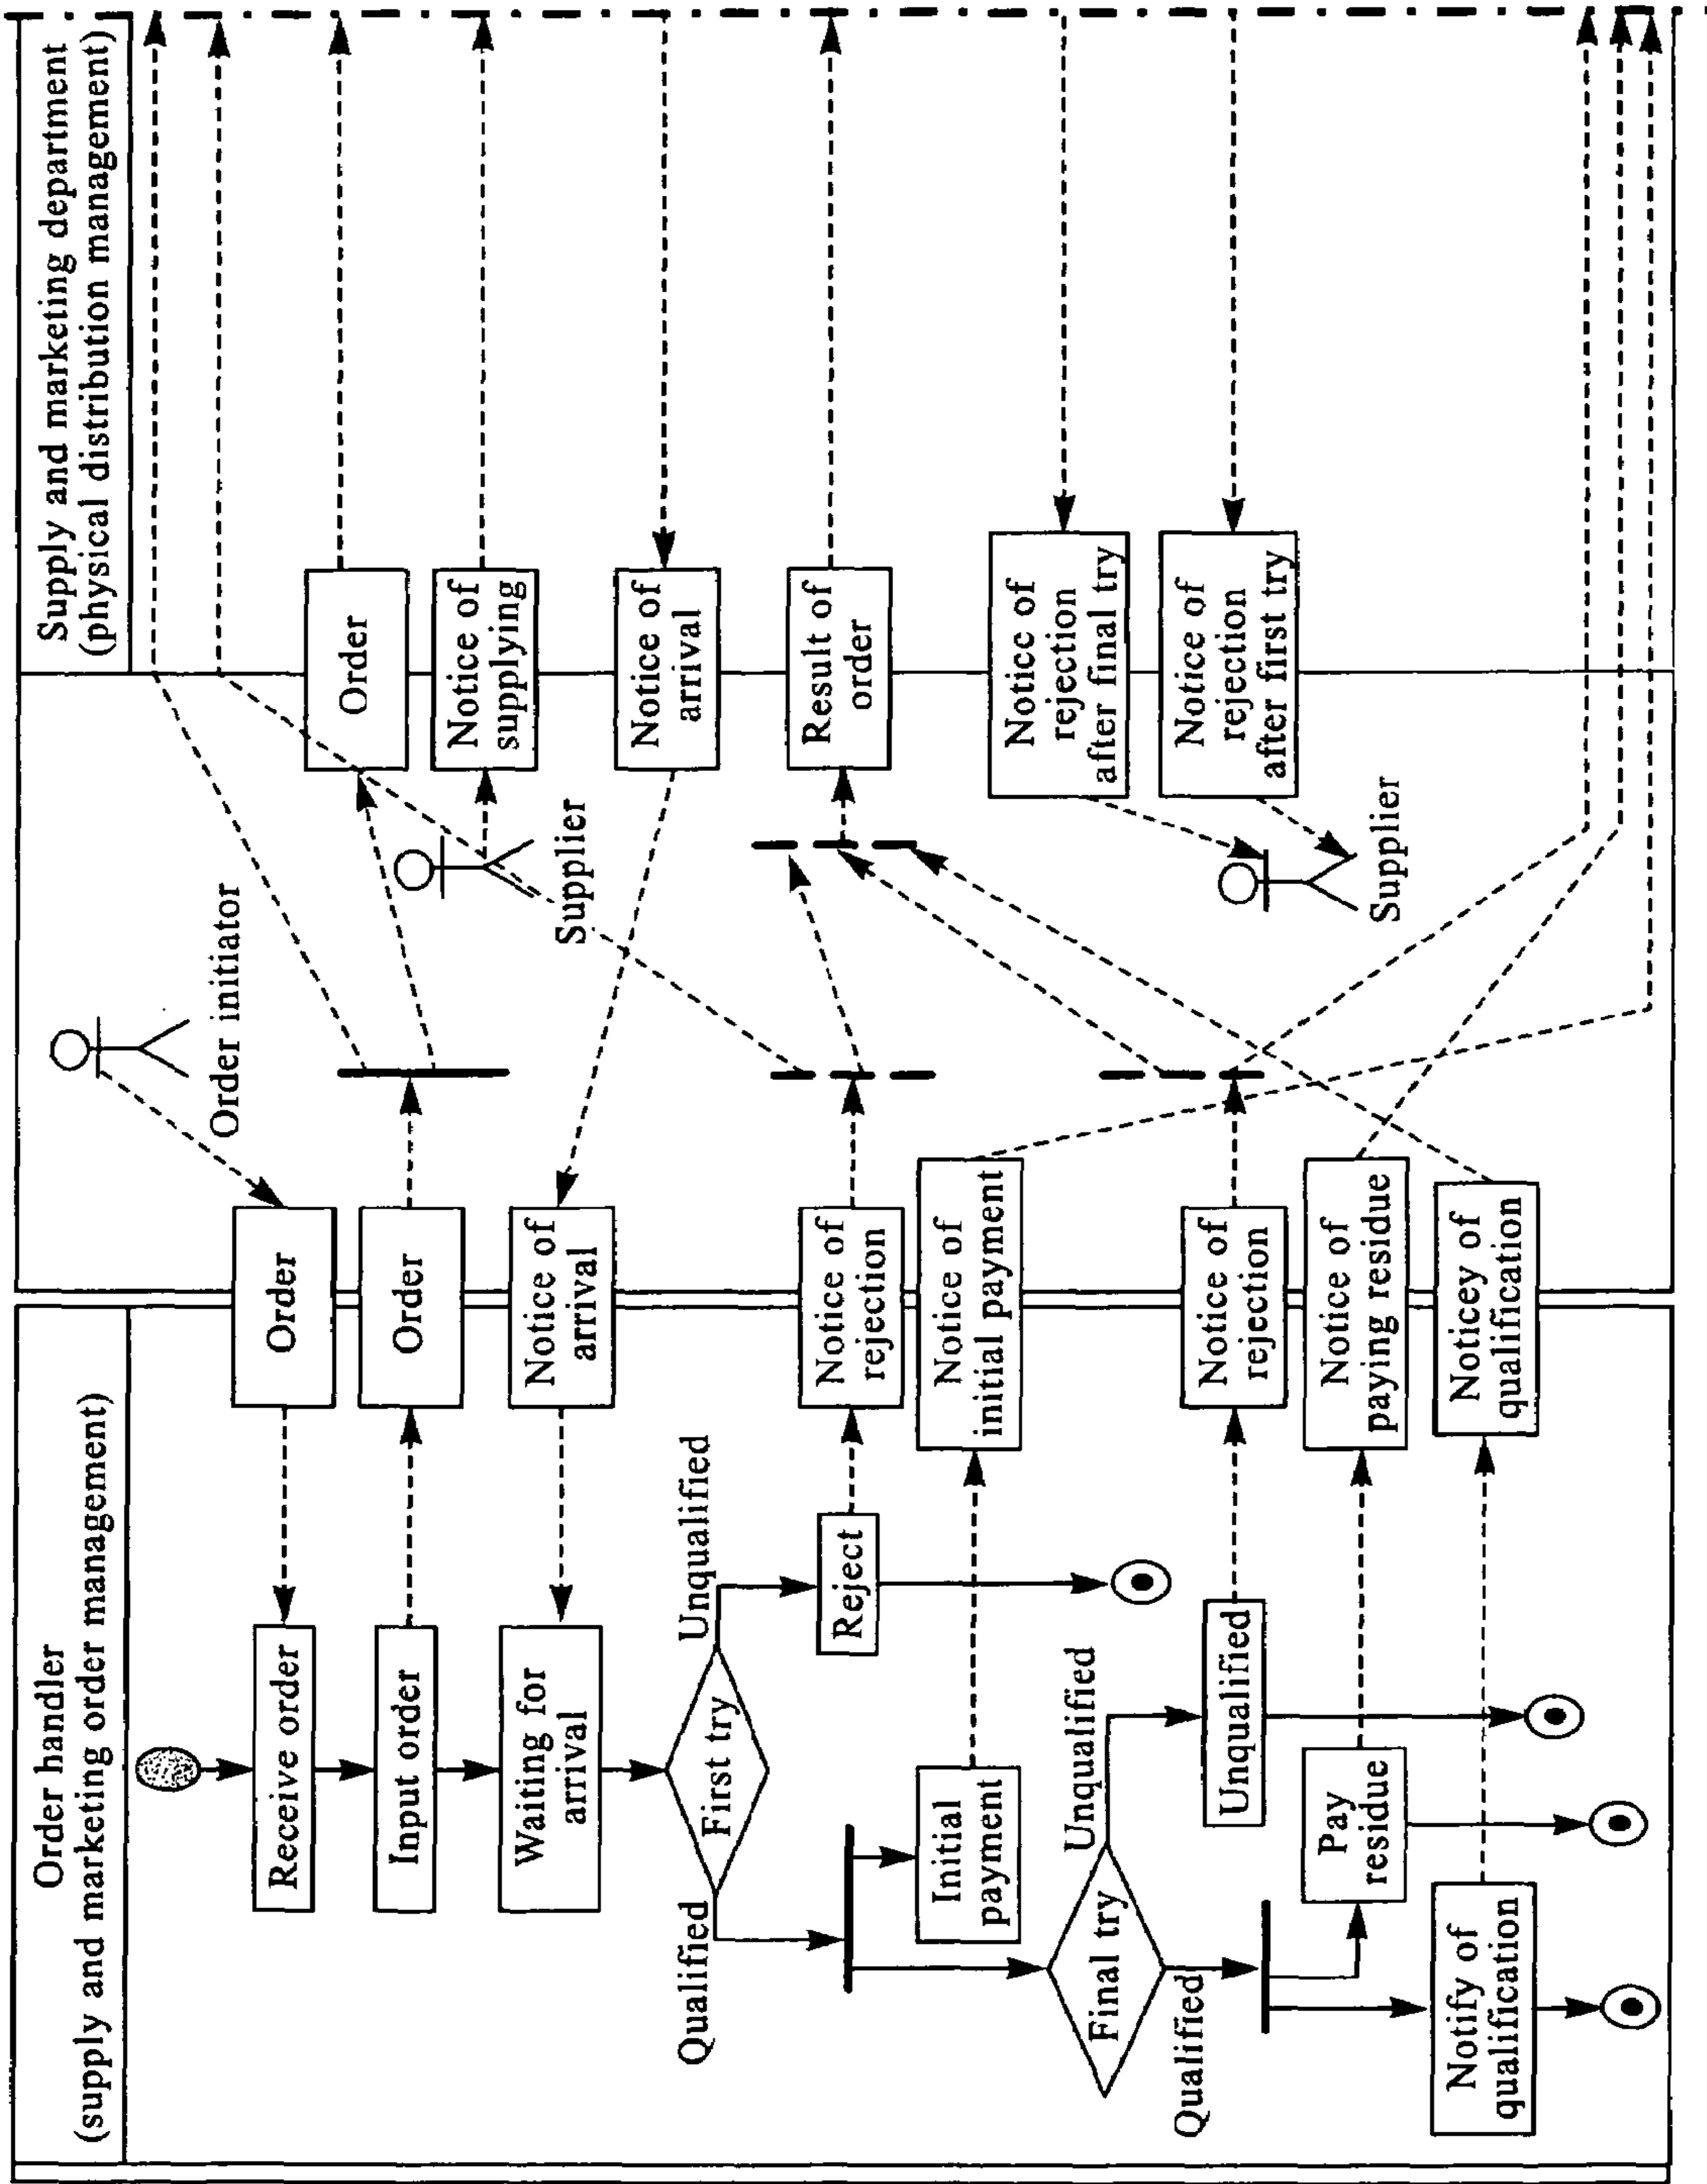 Order handler
(supply and marketing order management)
Supply and marketing department
(physical distribution management)
Order initiator
Receive order
Order
Input order
Order
Order
Waiting for
arrival
Notice of
arrival
Supplier
Notice of
supplying
Notice of
arrival
First try
Qualified
Unqualified
Reject
Notice of
rejection
Result of
order
Initial
payment
Notice of
initial payment
Final try
Qualified
Unqualified
Unqualified
Notice of
rejection
Supplier
Notice of
rejection
after final try
Notice of
rejection
after first try
Pay
residue
Notice of
paying residue
Notify of
qualification
Noticey of
qualification